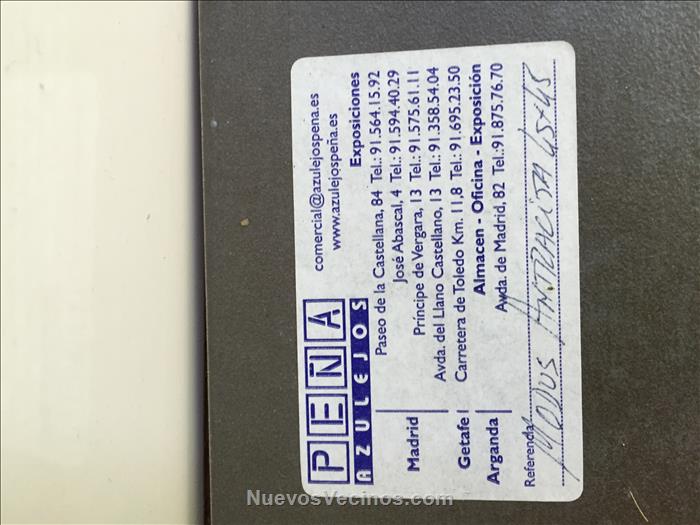 PEÑA
AZULEJOS
comercial@azulejospena.es
www.azulejospeña.es
Exposiciones
Madrid
Paseo de la Castellana, 84 Tel.: 91.564.15.92
José Abascal, 4 Tel.: 91.594.40.29
Príncipe de Vergara, 13 Tel.: 91.575.61.11
Avda. del Llano Castellano, 13 Tel.: 91.358.54.04
Getafe Carretera de Toledo Km. 11,8 Tel.: 91.695.23.50
Almacen - Oficina - Exposición
Arganda Avda. de Madrid, 82 Tel.:91.875.76.70
Referenda: MODUS ANTRACITA 45x45
NuevosVecinos.com